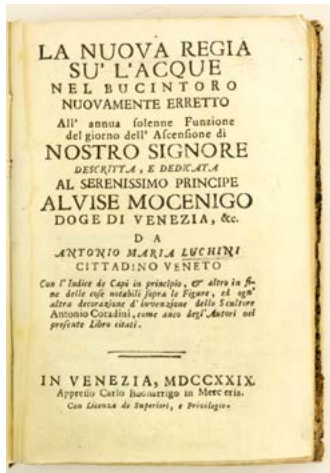 LA NUOVA REGIA
SU' L'ACQUE
NEL BUCINTORO
NUOVAMENTE ERRETTO
All' annua solenne Funzione
del giorno dell' Ascensione di
NOSTRO SIGNORE
DESCRITTA, E DEDICATA
AL SERENISSIMO PRINCIPE
ALVISE MOCENIGO
DOGE DI VENEZIA, &c.
DA
ANTONIO MARIA LUCHINI
CITTADINO VENETO
Con l'Indice de Capi in principio, & altro in fi-
ne delle cose notabili sopra le Figure, ed ogn'
altra decorazione d'invenzione dello Scultore
Antonio Coradini, come anco degl' Autori nel
presente Libro citati.
IN VENEZIA, MDCCXXIX.
Appresso Carlo Buonarrigo in Merceria.
Con Licenza de Superiori, e Privilegio.